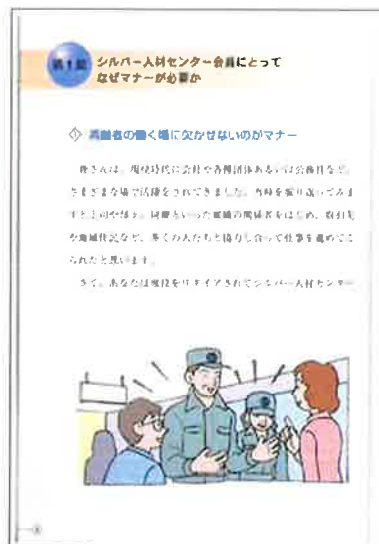 第1章
シルバー人材センター会員にとって
なぜマナーが必要か
① 高齢者の働く場に欠かせないのがマナー
皆さんは、現役時代に会社や各種団体あるいは公務員など、
さまざまな場で活躍をされてきました。当時を振り返ってみま
すと上司や部下、同僚といった組織の関係者をはじめ、取引先
や地域住民など、多くの人たちと協力し合って仕事を進めてこ
られたと思います。
さて、あなたは現役をリタイアされてシルバー人材センター